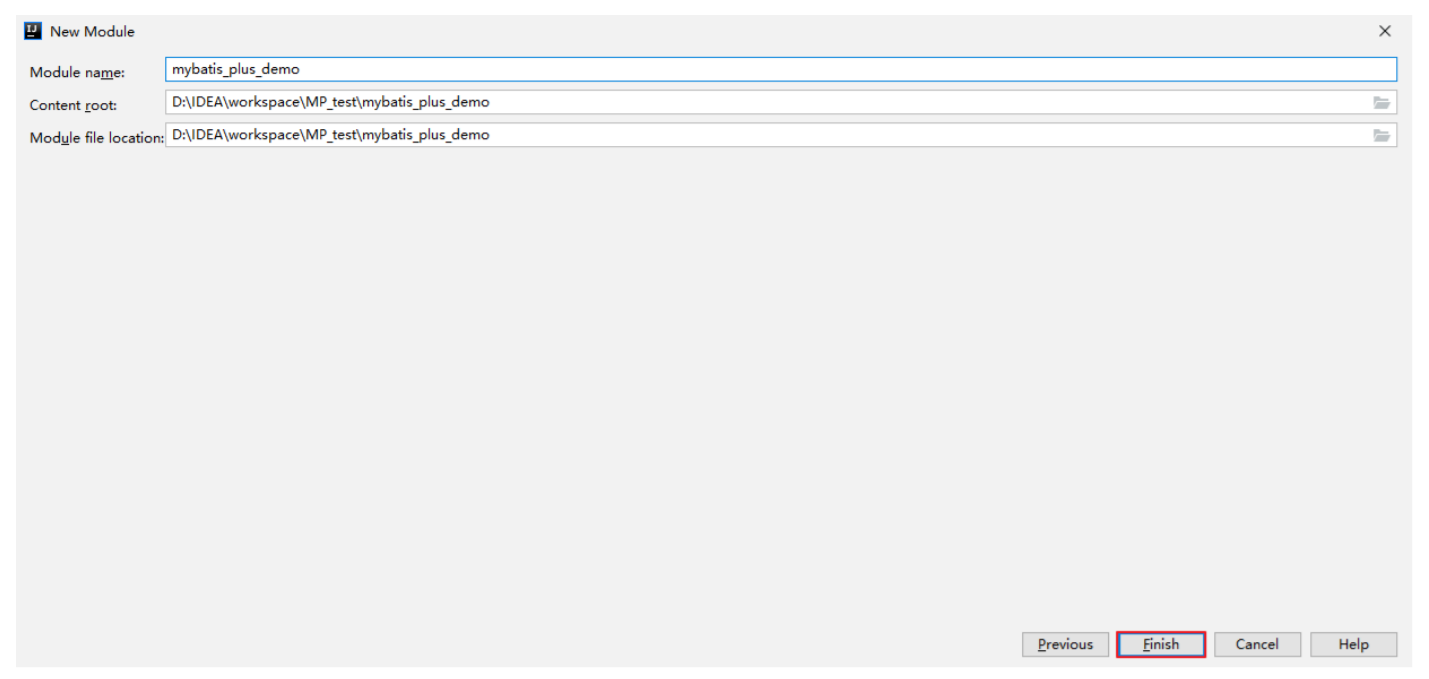 New Module
Module name: mybatis_plus_demo
Content root: D:\IDEA\workspace\MP_test\mybatis_plus_demo
Module file location: D:\IDEA\workspace\MP_test\mybatis_plus_demo
Previous Finish Cancel Help